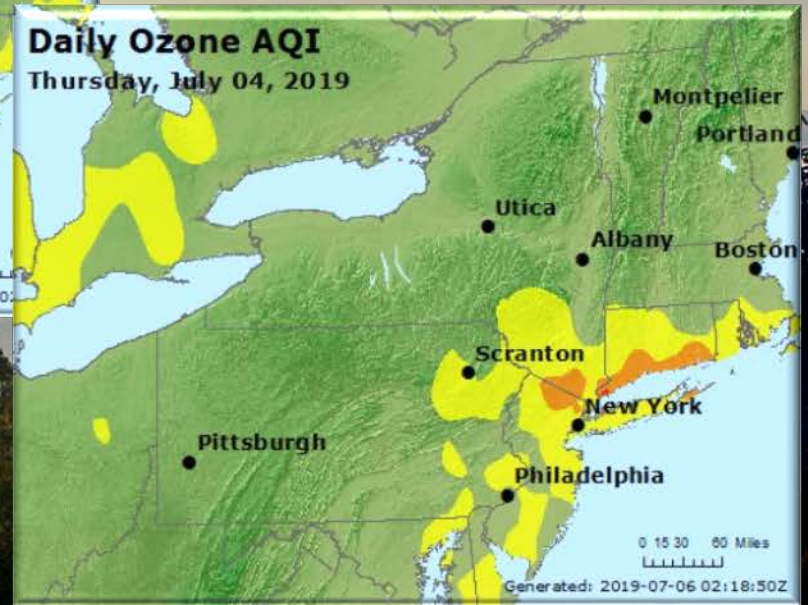 Daily Ozone AQI
Thursday, July 04, 2019
Montpelier
Portland
Utica
Albany
Boston
Scranton
New York
Pittsburgh
Philadelphia
0 15 30 60 Miles
Generated: 2019-07-06 02:18:50Z